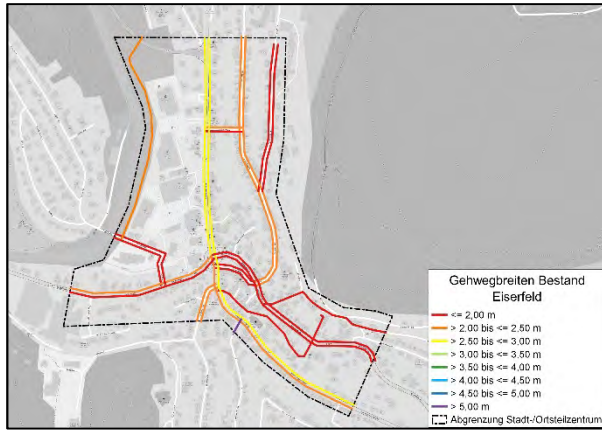 Gehwegbreiten Bestand
Eiserfeld
<= 2,00 m
> 2,00 bis <= 2,50 m
> 2,50 bis <= 3,00 m
> 3,00 bis <= 3,50 m
> 3,50 bis <= 4,00 m
> 4,00 bis <= 4,50 m
> 4,50 bis <= 5,00 m
> 5,00 m
Abgrenzung Stadt-/Ortsteilzentrum